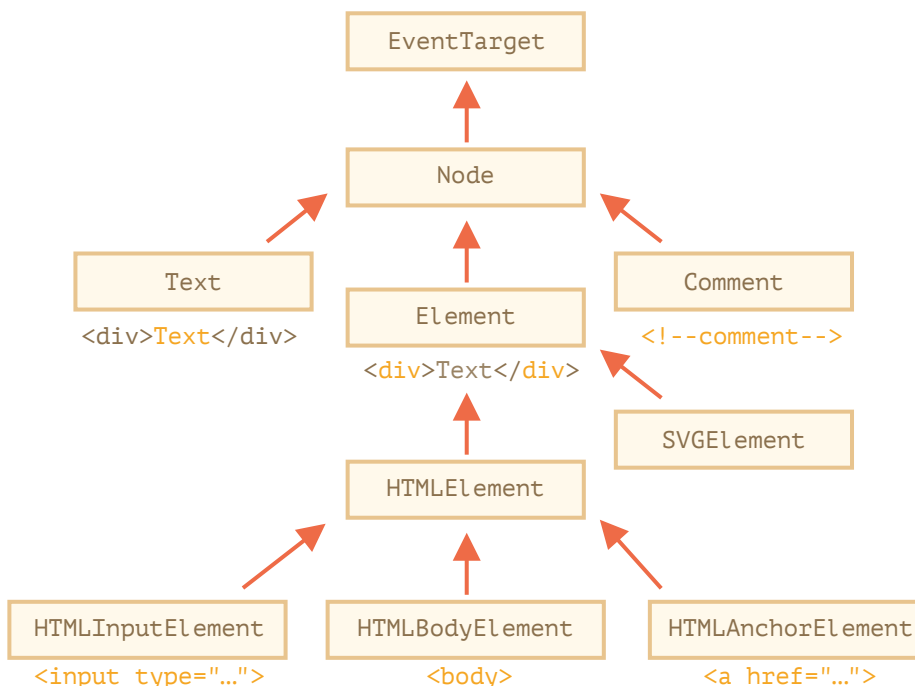 EventTarget
Node
Text
Comment
Element
<div>Text</div>
<!--comment-->
<div>Text</div>
SVGElement
HTMLElement
HTMLInputElement
HTMLBodyElement
HTMLAnchorElement
<input type="...">
<body>
<a href="...">